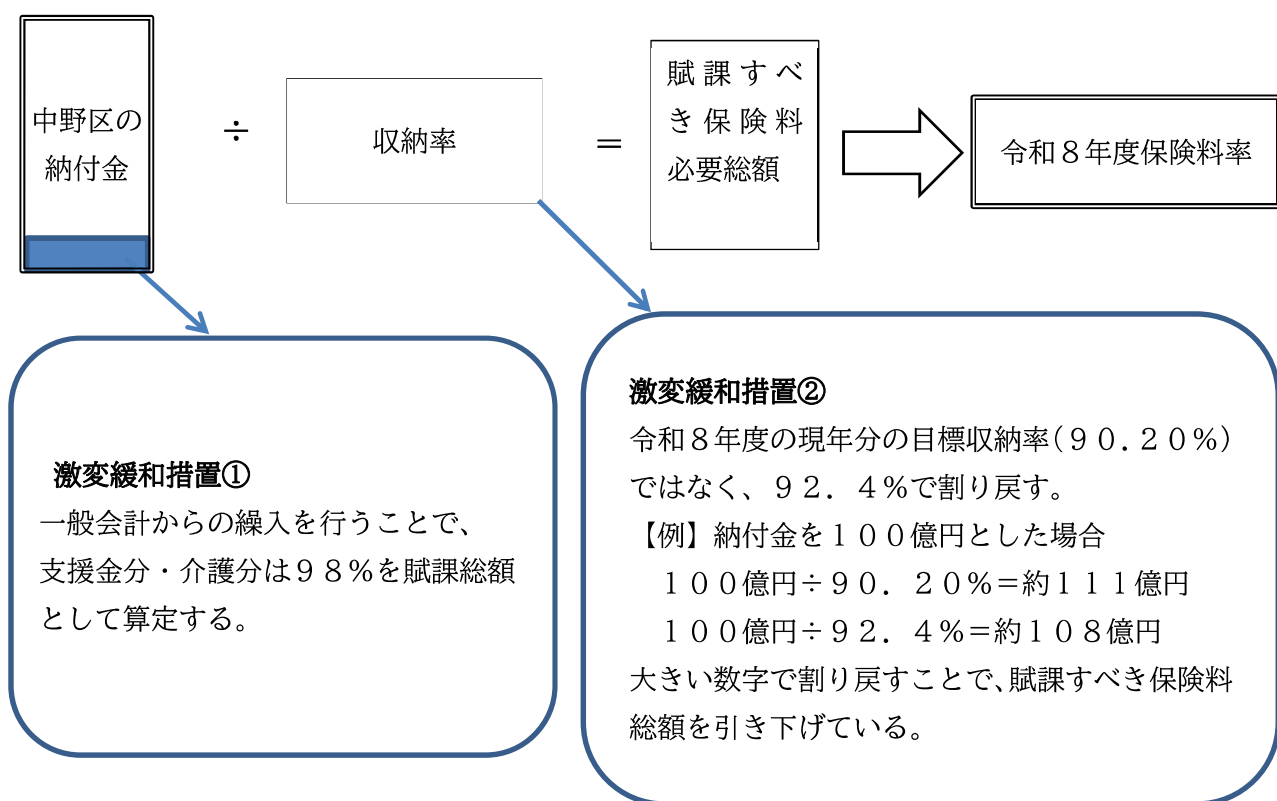 中野区の
納付金
÷
収納率
＝
賦課すべ
き保険料
必要総額
令和８年度保険料率
激変緩和措置①
一般会計からの繰入を行うことで、
支援金分・介護分は９８%を賦課総額
として算定する。
激変緩和措置②
令和８年度の現年分の目標収納率（９０．２０%）
ではなく、９２．４%で割り戻す。
【例】納付金を１００億円とした場合
１００億円÷９０．２０%＝約１１１億円
１００億円÷９２．４%＝約１０８億円
大きい数字で割り戻すことで、賦課すべき保険料
総額を引き下げている。